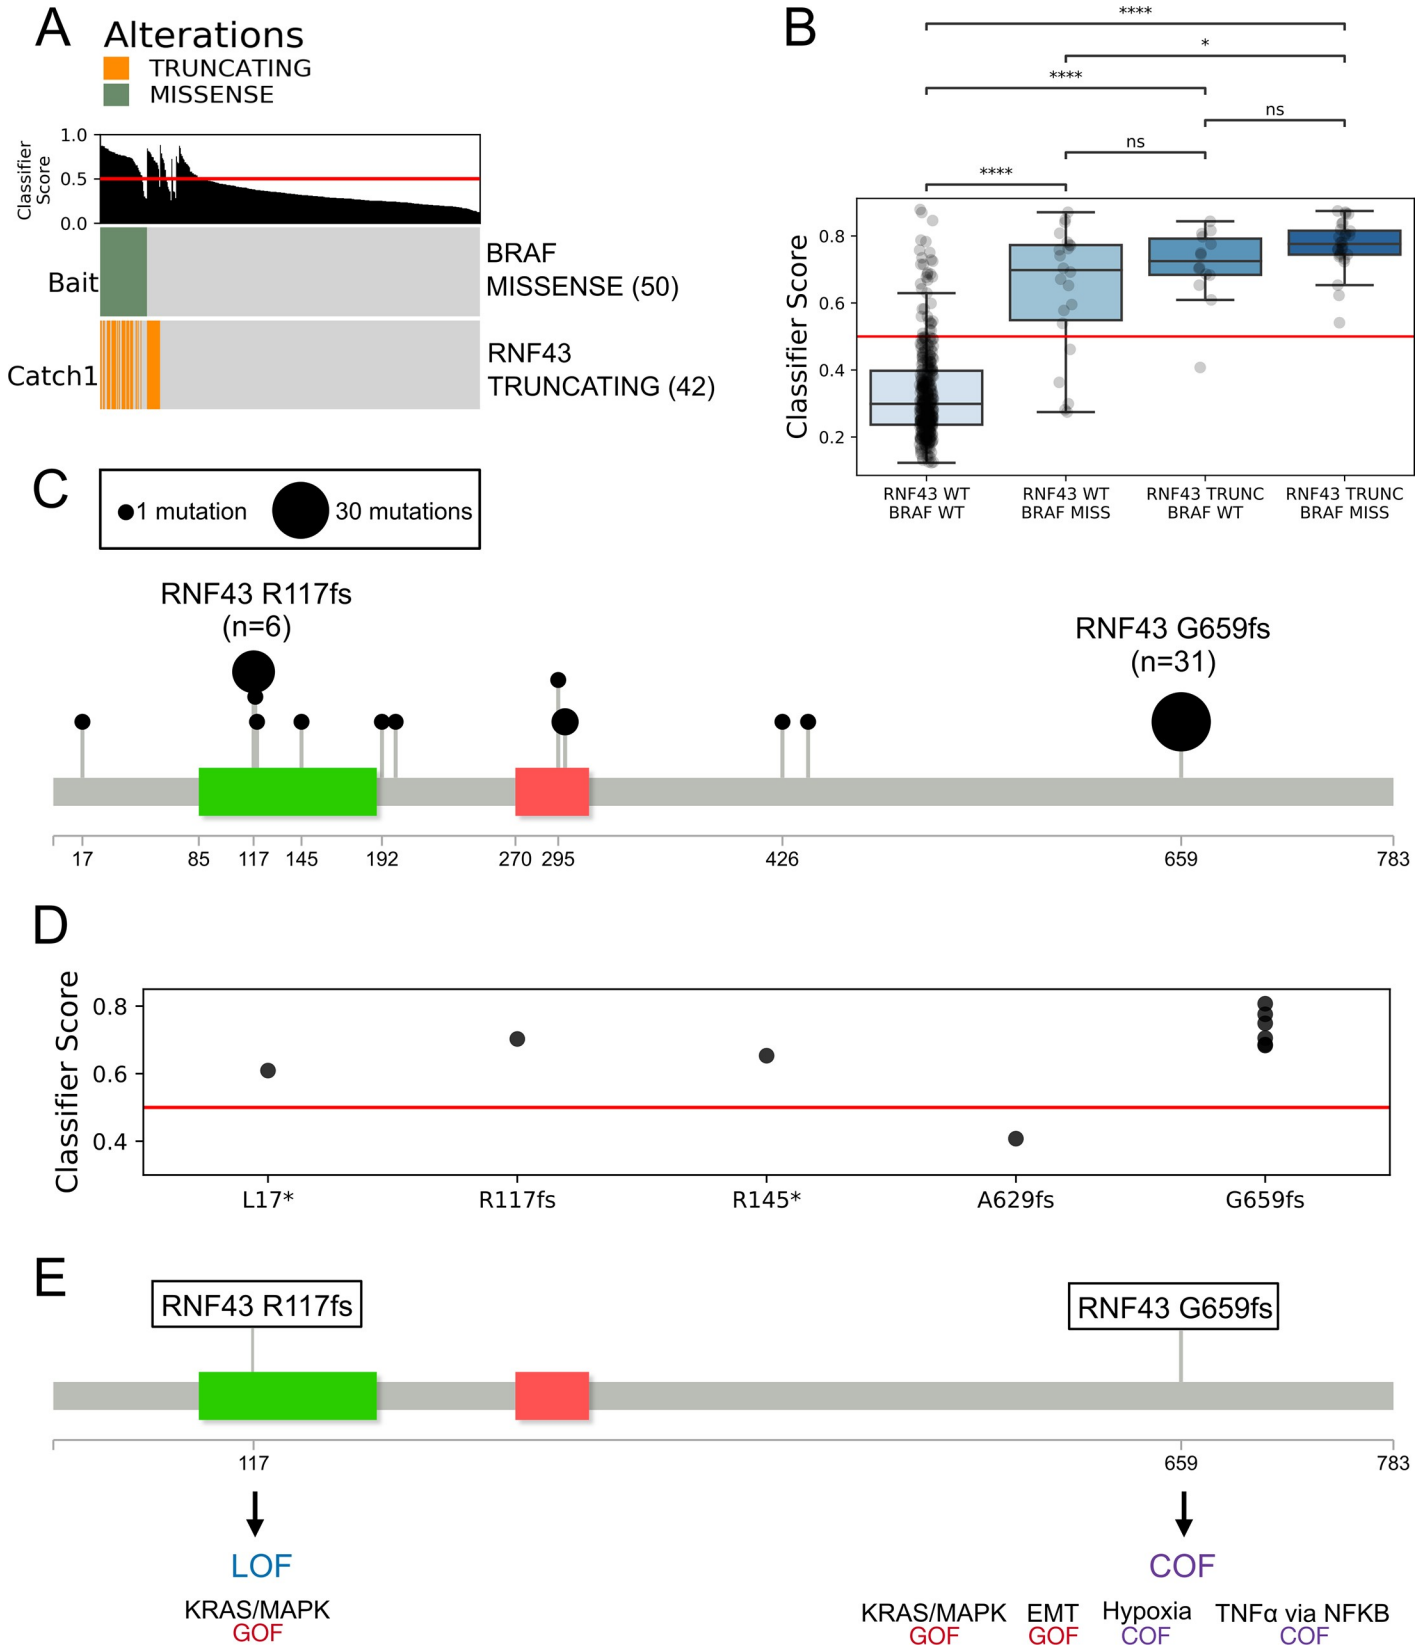 A
Alterations
TRUNCATING
MISSENSE
Classifier
Score
1.0
0.5
0.0
Bait
BRAF
MISSENSE (50)
Catch1
RNF43
TRUNCATING (42)
B
****
*
****
ns
ns
****
Classifier Score
0.8
0.6
0.4
0.2
RNF43 WT
BRAF WT
RNF43 WT
BRAF MISS
RNF43 TRUNC
BRAF WT
RNF43 TRUNC
BRAF MISS
C
1 mutation
30 mutations
RNF43 R117fs
(n=6)
RNF43 G659fs
(n=31)
17 85 117 145 192 270 295 426 659 783
D
Classifier Score
0.8
0.6
0.4
L17* R117fs R145* A629fs G659fs
E
RNF43 R117fs
RNF43 G659fs
117 659 783
LOF
KRAS/MAPK
GOF
COF
KRAS/MAPK EMT Hypoxia TNFα via NFKB
GOF GOF COF COF